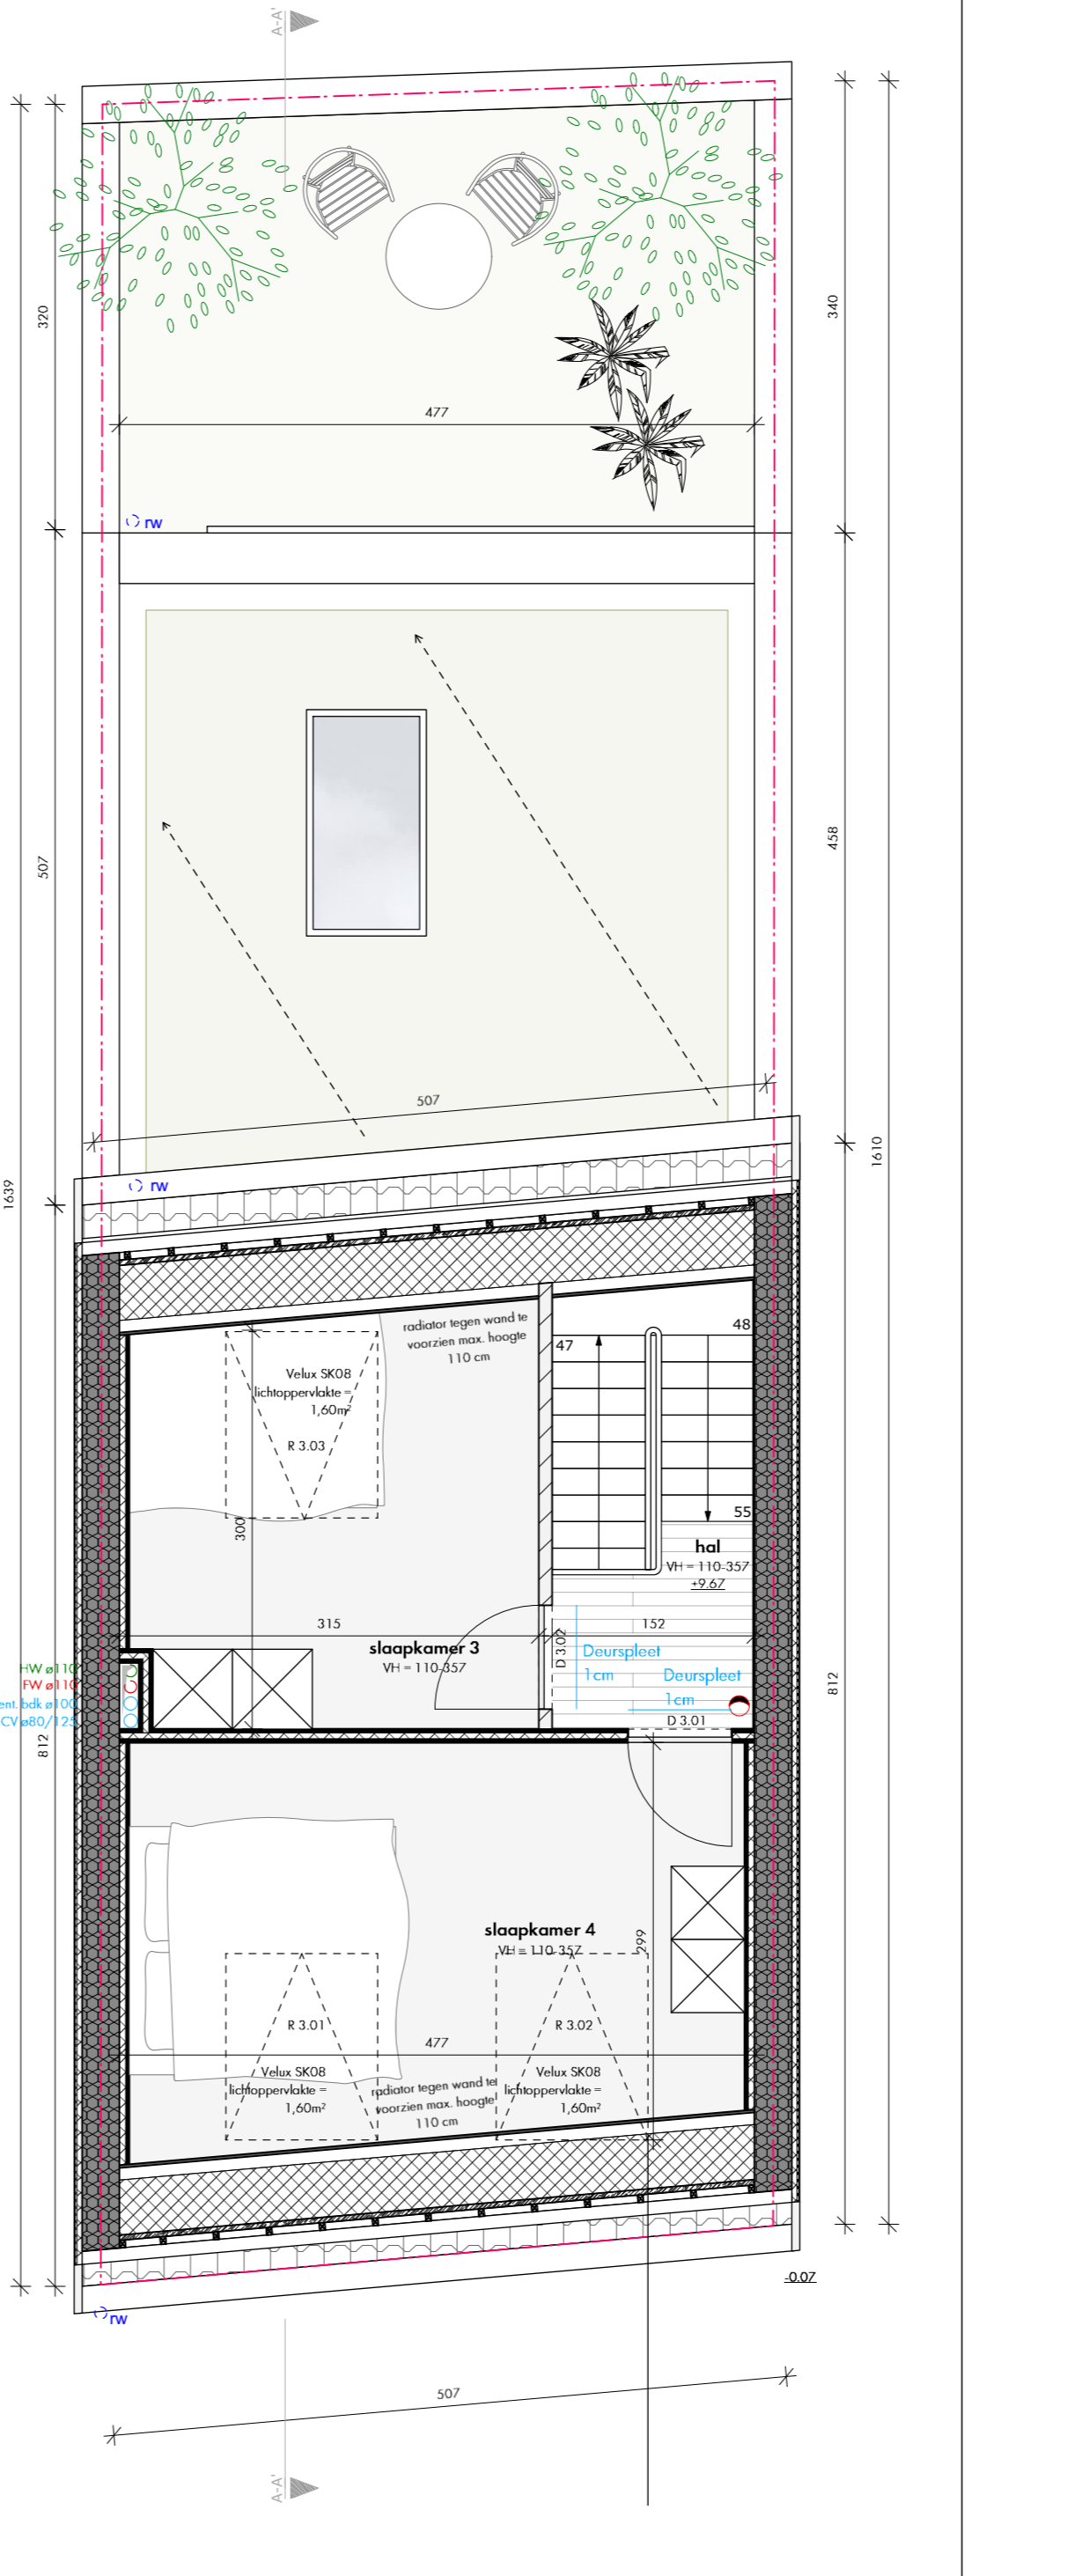 A-A'
320
340
477
rw
507
458
507
1639
1610
rw
radiator tegen wand te
voorzien max. hoogte
110 cm
48
47
Velux SK08
lichtoppervlakte =
1,60m²
R 3.03
300
55
hal
VH = 110-357
+9.67
315
152
slaapkamer 3
VH = 110-357
D 3.02
Deurspleet
1cm
Deurspleet
1cm
D 3.01
HW ø110
FW ø110
ent. bdk ø100
CV ø80/125
812
812
slaapkamer 4
VH = 110-357
299
R 3.01
R 3.02
477
Velux SK08
lichtoppervlakte =
1,60m²
radiator tegen wand te
voorzien max. hoogte
110 cm
Velux SK08
lichtoppervlakte =
1,60m²
-0.07
rw
507
A-A'